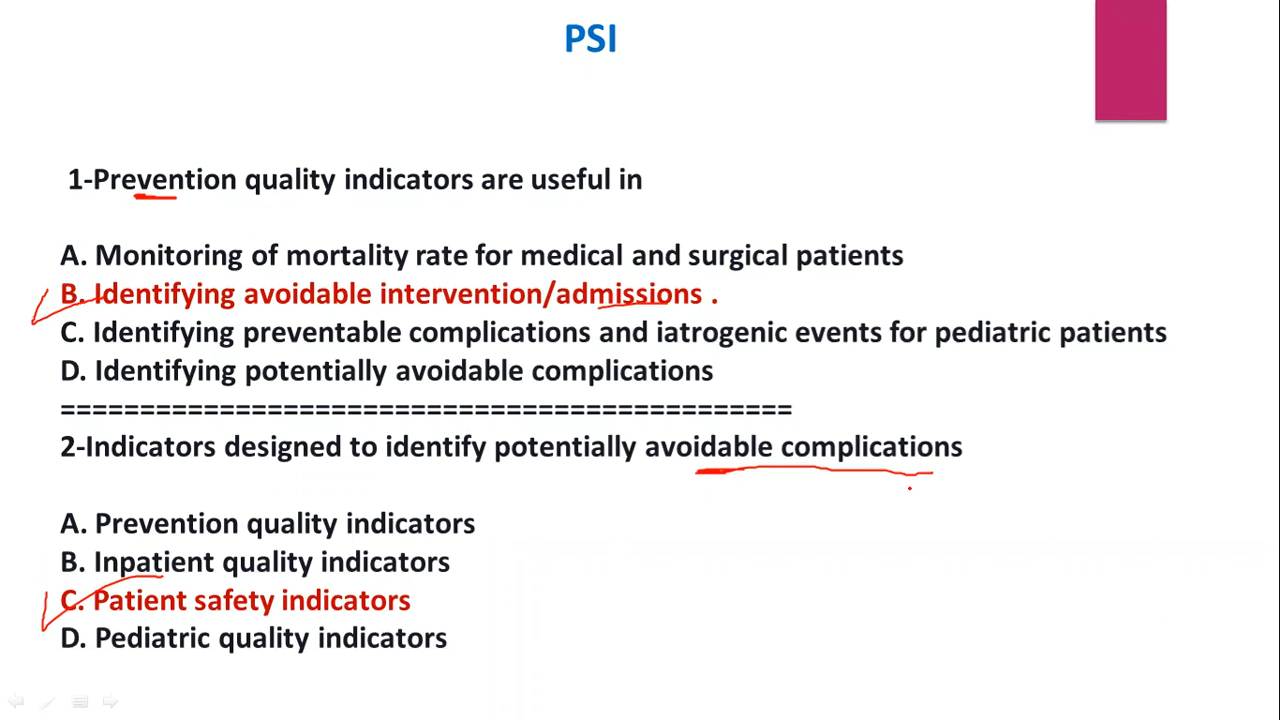 PSI
1-Prevention quality indicators are useful in
A. Monitoring of mortality rate for medical and surgical patients
B. Identifying avoidable intervention/admissions .
C. Identifying preventable complications and iatrogenic events for pediatric patients
D. Identifying potentially avoidable complications
==============================================
2-Indicators designed to identify potentially avoidable complications
A. Prevention quality indicators
B. Inpatient quality indicators
C. Patient safety indicators
D. Pediatric quality indicators